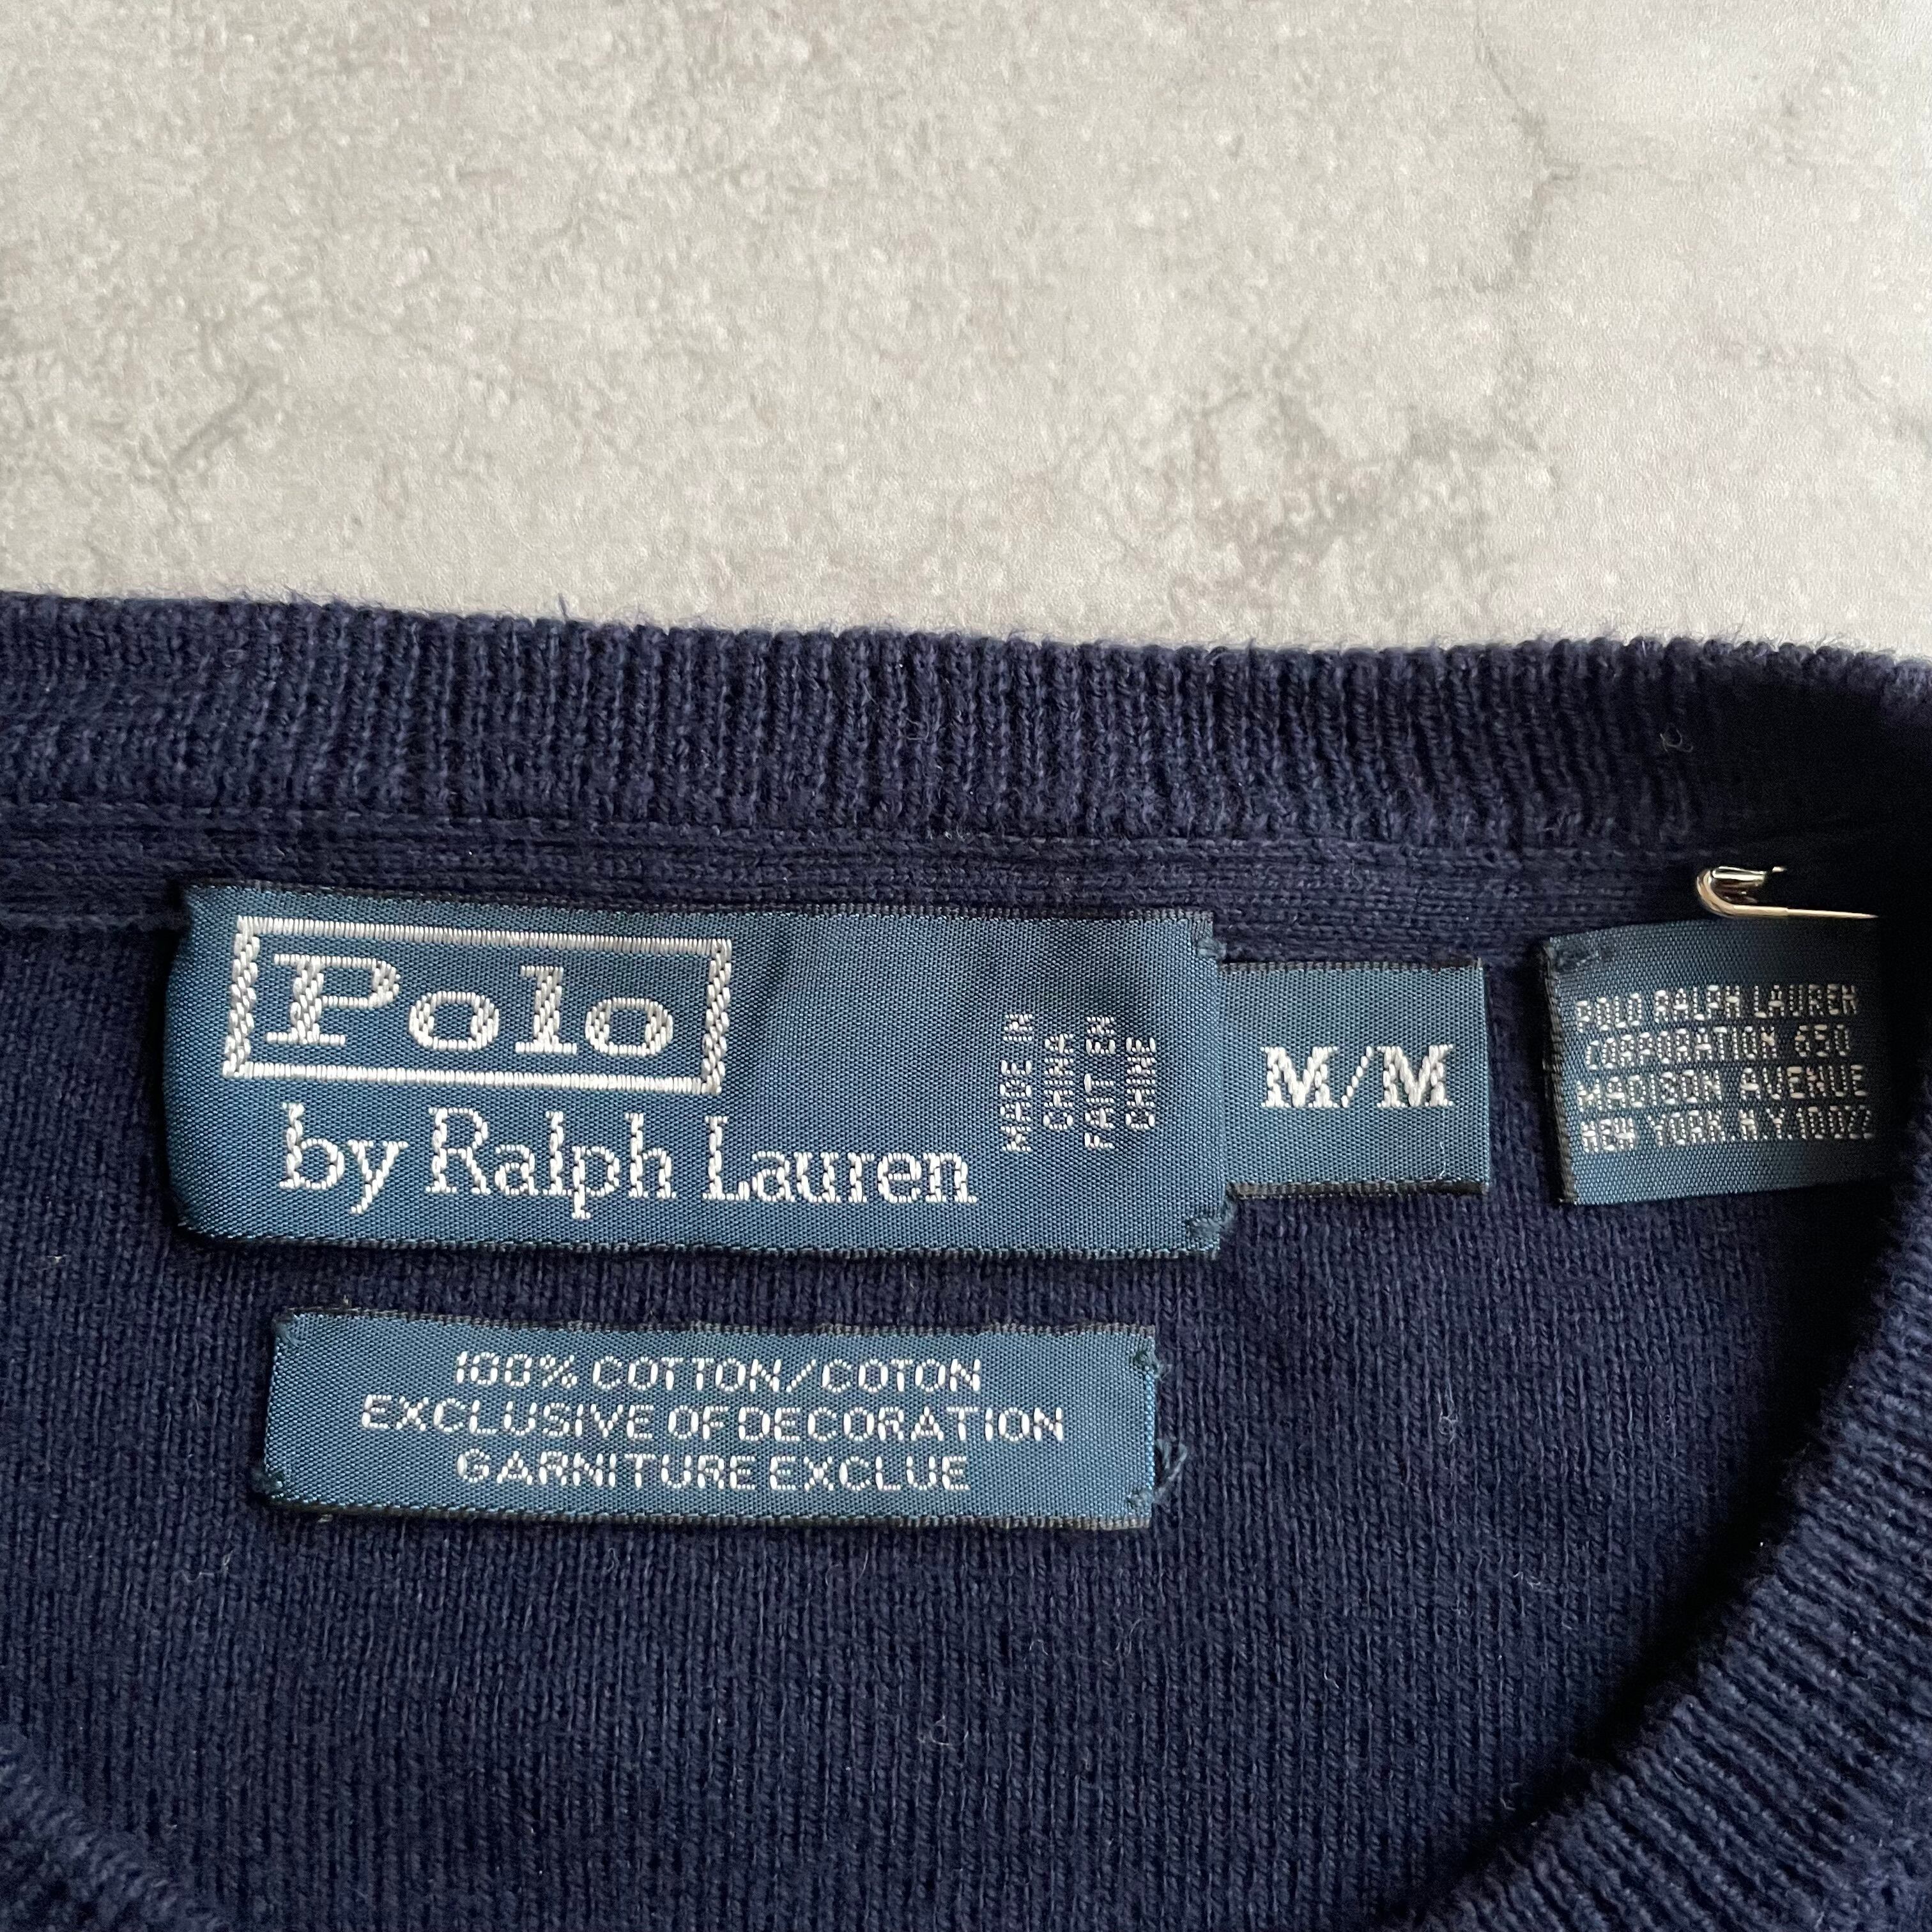 Polo
by Ralph Lauren
MADE IN
CHINA
FAIT EN
CHINE
M/M
POLO RALPH LAUREN
CORPORATION 650
MADISON AVENUE
NEW YORK.N.Y.10022
100% COTTON/COTON
EXCLUSIVE OF DECORATION
GARNITURE EXCLUE